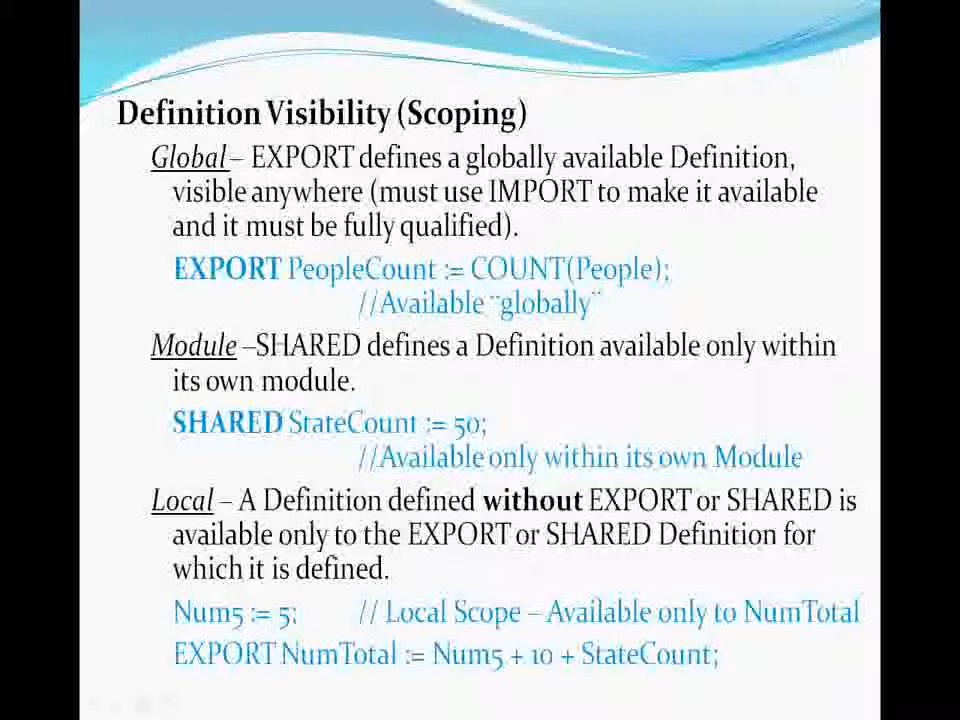 Definition Visibility (Scoping)
Global – EXPORT defines a globally available Definition,
visible anywhere (must use IMPORT to make it available
and it must be fully qualified).
EXPORT PeopleCount := COUNT(People);
//Available ¨globally¨
Module –SHARED defines a Definition available only within
its own module.
SHARED StateCount := 50;
//Available only within its own Module
Local – A Definition defined without EXPORT or SHARED is
available only to the EXPORT or SHARED Definition for
which it is defined.
Num5 := 5; // Local Scope – Available only to NumTotal
EXPORT NumTotal := Num5 + 10 + StateCount;